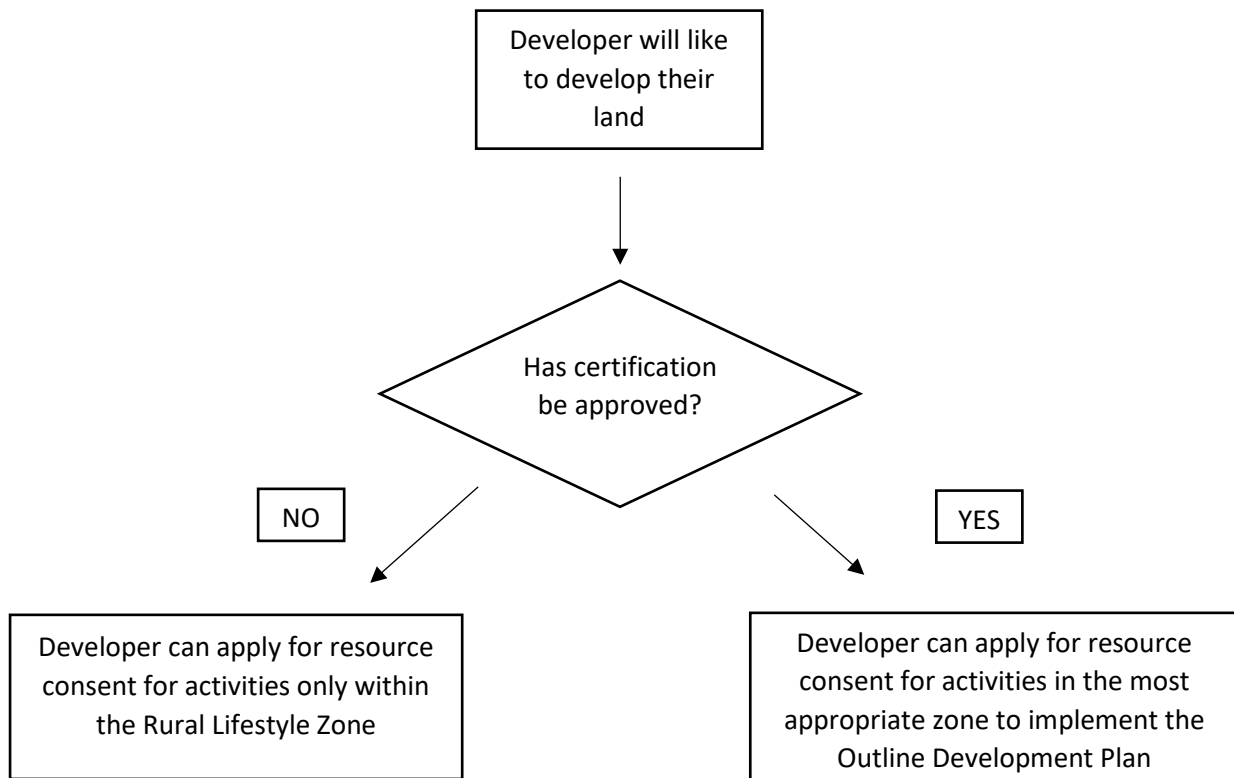 Developer will like
to develop their
land
Has certification
be approved?
NO
YES
Developer can apply for resource
consent for activities only within
the Rural Lifestyle Zone
Developer can apply for resource
consent for activities in the most
appropriate zone to implement the
Outline Development Plan